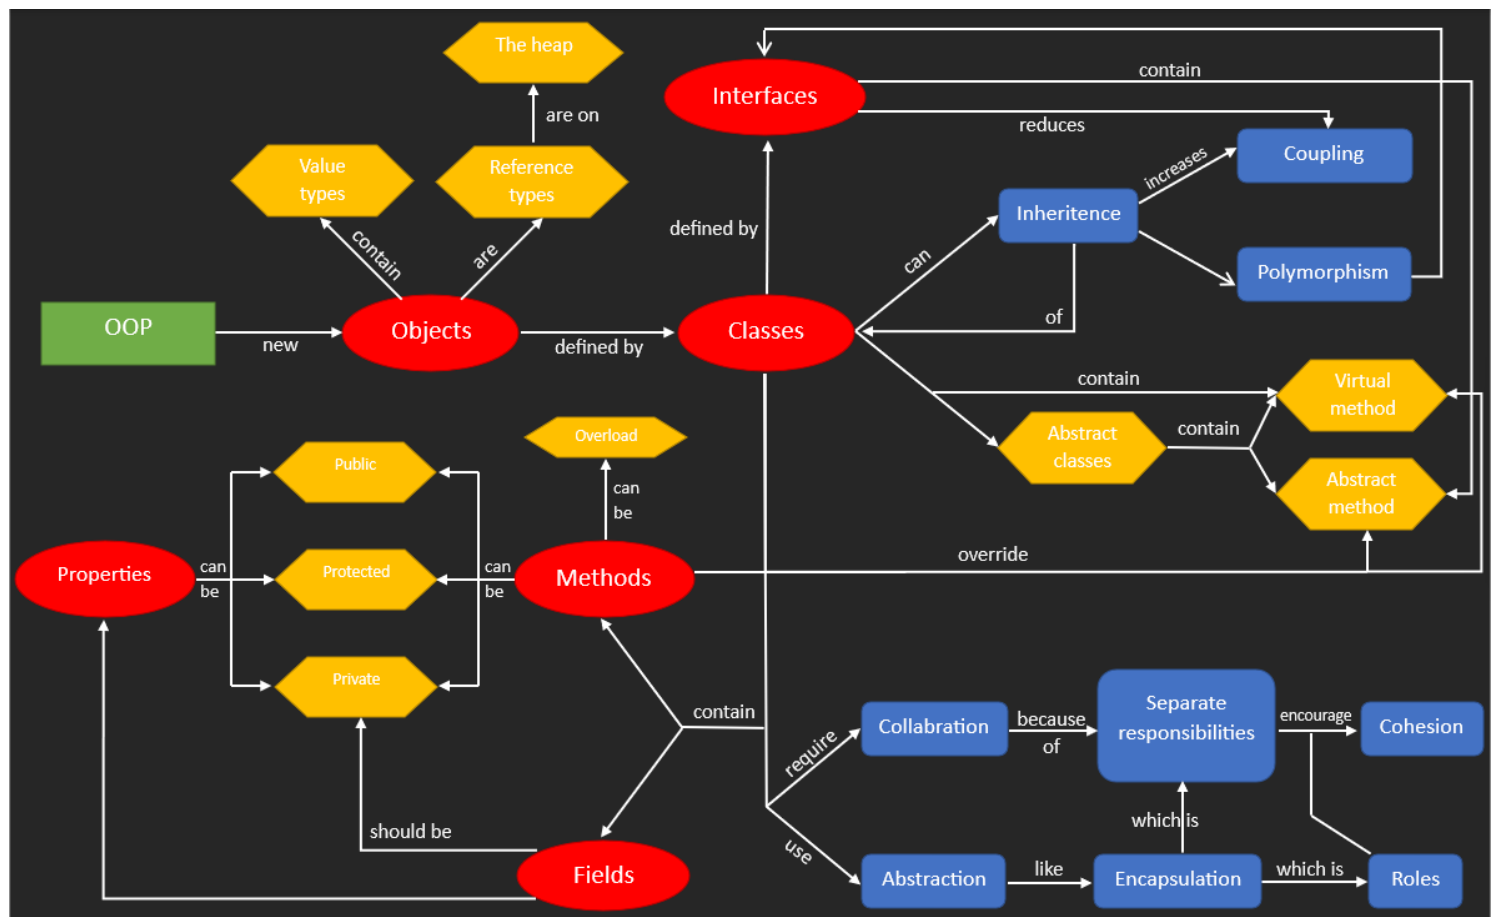 The heap
are on
Interfaces
contain
reduces
Value
types
Reference
types
Coupling
increases
Inheritence
contain
are
defined by
can
Polymorphism
OOP
new
Objects
defined by
Classes
of
contain
Virtual
method
Abstract
classes
contain
Abstract
method
Overload
can
be
Public
Protected
Private
Properties
can
be
can
be
Methods
override
contain
require
Collabration
because
of
Separate
responsibilities
encourage
Cohesion
which is
should be
use
Fields
Abstraction
like
Encapsulation
which is
Roles